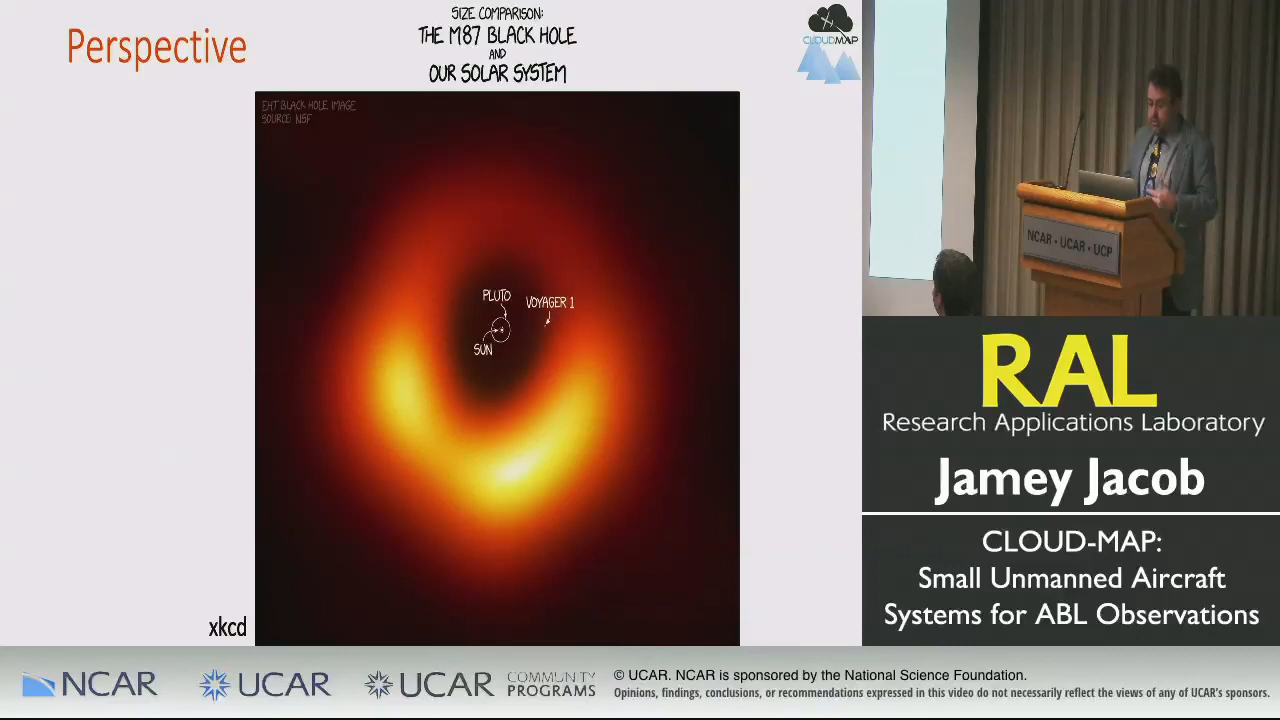 Perspective
SIZE COMPARISON:
THE M87 BLACK HOLE
AND
OUR SOLAR SYSTEM
CLOUDMAP
EHT BLACK HOLE IMAGE
SOURCE: NSF
PLUTO
VOYAGER 1
SUN
xkcd
NCAR • UCAR • UCP
RAL
Research Applications Laboratory
Jamey Jacob
CLOUD-MAP:
Small Unmanned Aircraft
Systems for ABL Observations
NCAR
UCAR
UCAR
COMMUNITY
PROGRAMS
© UCAR. NCAR is sponsored by the National Science Foundation.
Opinions, findings, conclusions, or recommendations expressed in this video do not necessarily reflect the views of any of UCAR's sponsors.